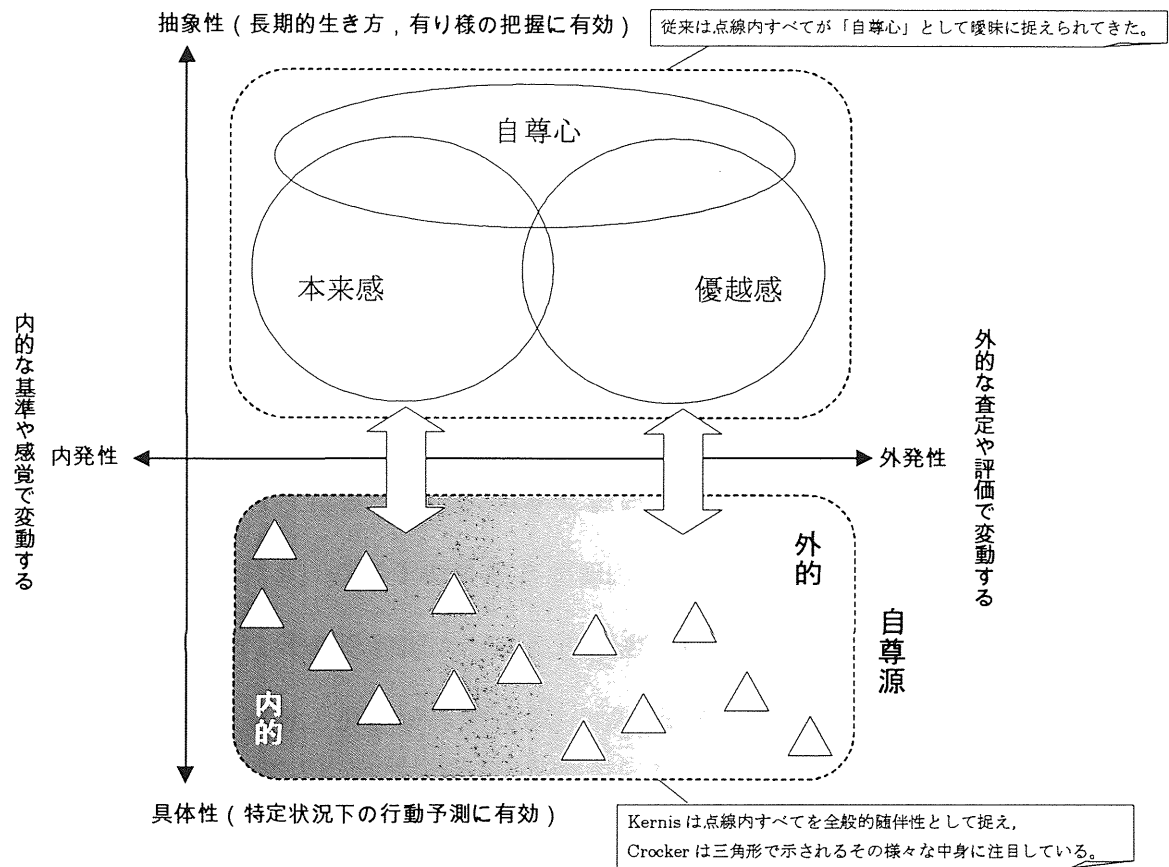 抽象性（長期的生き方，有り様の把握に有効）
従来は点線内すべてが「自尊心」として曖昧に捉えられてきた。
自尊心
本来感
優越感
内的な基準や感覚で変動する
外的な査定や評価で変動する
内発性
外発性
外的
自尊源
内的
具体性（特定状況下の行動予測に有効）
Kernis は点線内すべてを全般的随伴性として捉え，
Crocker は三角形で示されるその様々な中身に注目している。